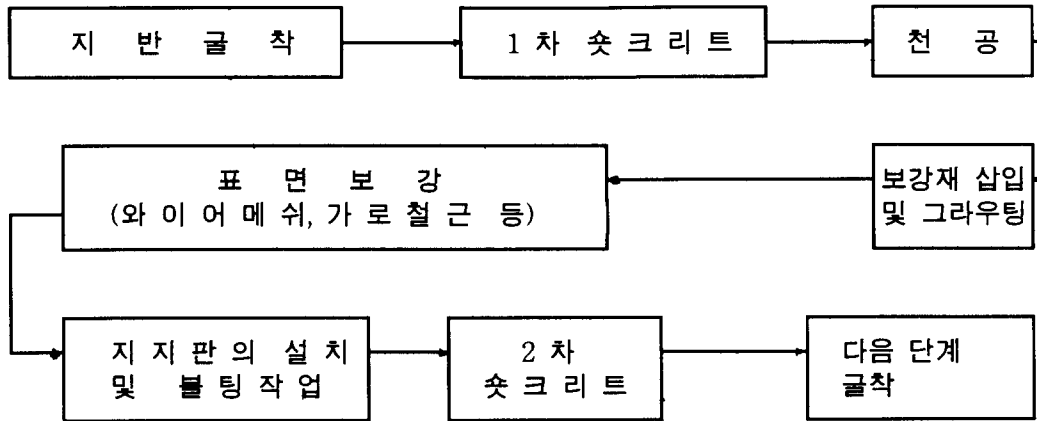 지 반 굴 착
1 차 숏 크 리 트
천 공
표 면 보 강
(와 이 어 메 쉬, 가 로 철 근 등)
보강재 삽입
및 그라우팅
지 지 판 의 설 치
및 볼 팅 작 업
2 차
숏 크 리 트
다음 단계
굴착